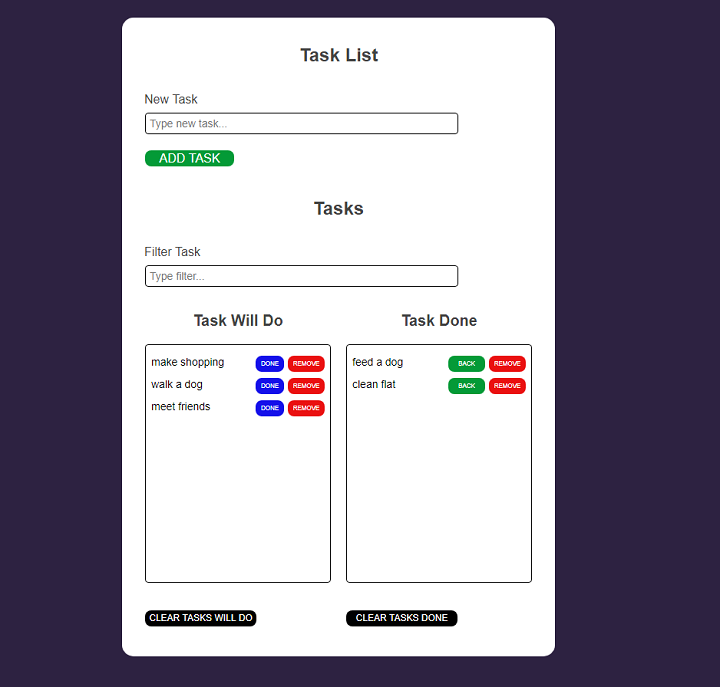 Task List
New Task
Type new task...
ADD TASK
Tasks
Filter Task
Type filter...
Task Will Do
make shopping DONE REMOVE
walk a dog DONE REMOVE
meet friends DONE REMOVE
CLEAR TASKS WILL DO
Task Done
feed a dog BACK REMOVE
clean flat BACK REMOVE
CLEAR TASKS DONE